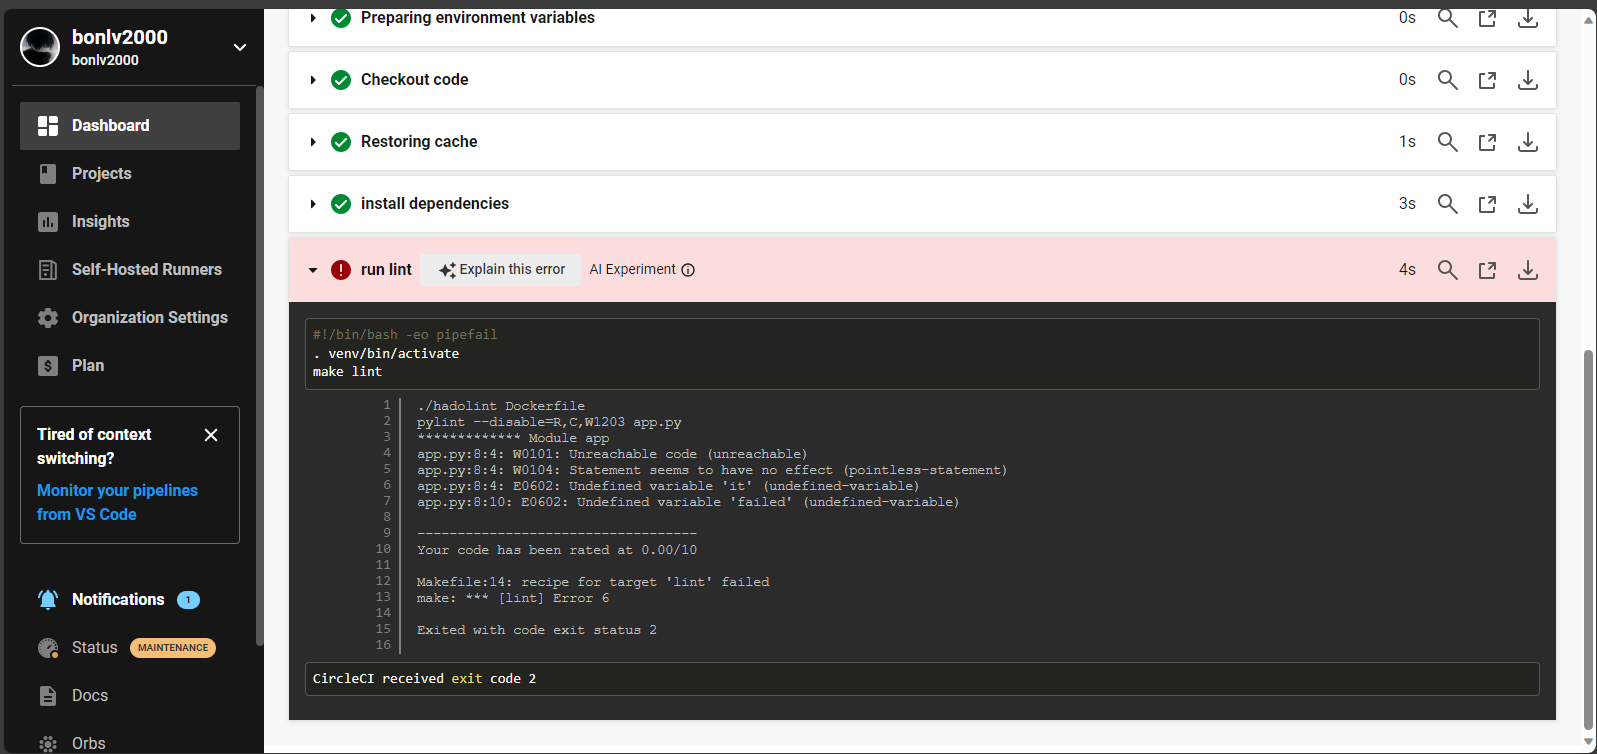 bonlv2000
bonlv2000
Dashboard
Projects
Insights
Self-Hosted Runners
Organization Settings
Plan
Tired of context
switching?
Monitor your pipelines
from VS Code
Notifications 1
Status MAINTENANCE
Docs
Orbs
Preparing environment variables 0s
Checkout code 0s
Restoring cache 1s
install dependencies 3s
run lint Explain this error AI Experiment 4s
#!/bin/bash -eo pipefail
. venv/bin/activate
make lint
1 ./hadolint Dockerfile
2 pylint --disable=R,C,W1203 app.py
3 ************* Module app
4 app.py:8:4: W0101: Unreachable code (unreachable)
5 app.py:8:4: W0104: Statement seems to have no effect (pointless-statement)
6 app.py:8:4: E0602: Undefined variable 'it' (undefined-variable)
7 app.py:8:10: E0602: Undefined variable 'failed' (undefined-variable)
8
9 -----------------------------------
10 Your code has been rated at 0.00/10
11
12 Makefile:14: recipe for target 'lint' failed
13 make: *** [lint] Error 6
14
15 Exited with code exit status 2
16
CircleCI received exit code 2